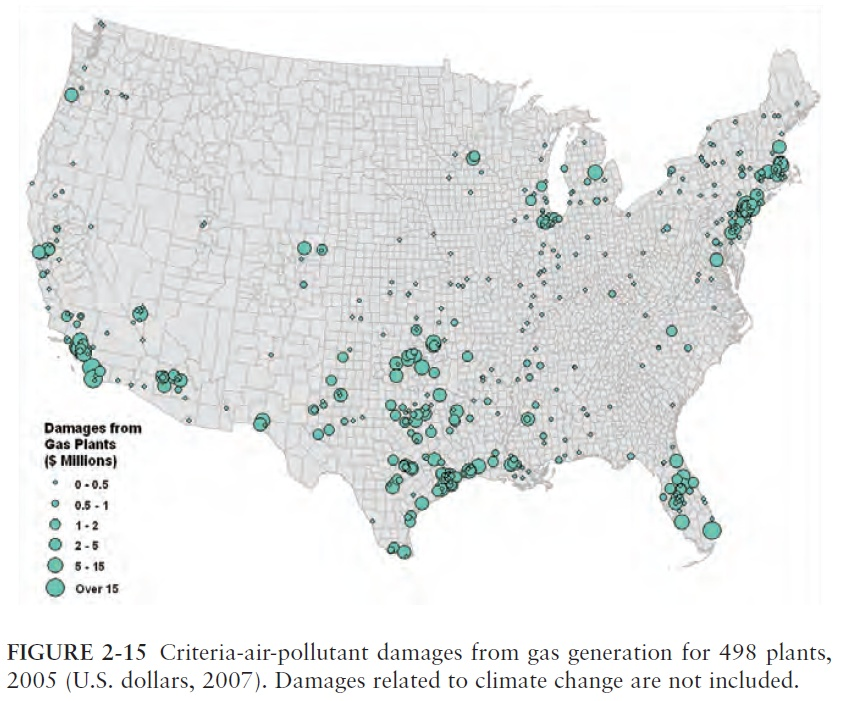 Damages from
Gas Plants
($ Millions)
0 - 0.5
0.5 - 1
1 - 2
2 - 5
5 - 15
Over 15
FIGURE 2-15 Criteria-air-pollutant damages from gas generation for 498 plants,
2005 (U.S. dollars, 2007). Damages related to climate change are not included.